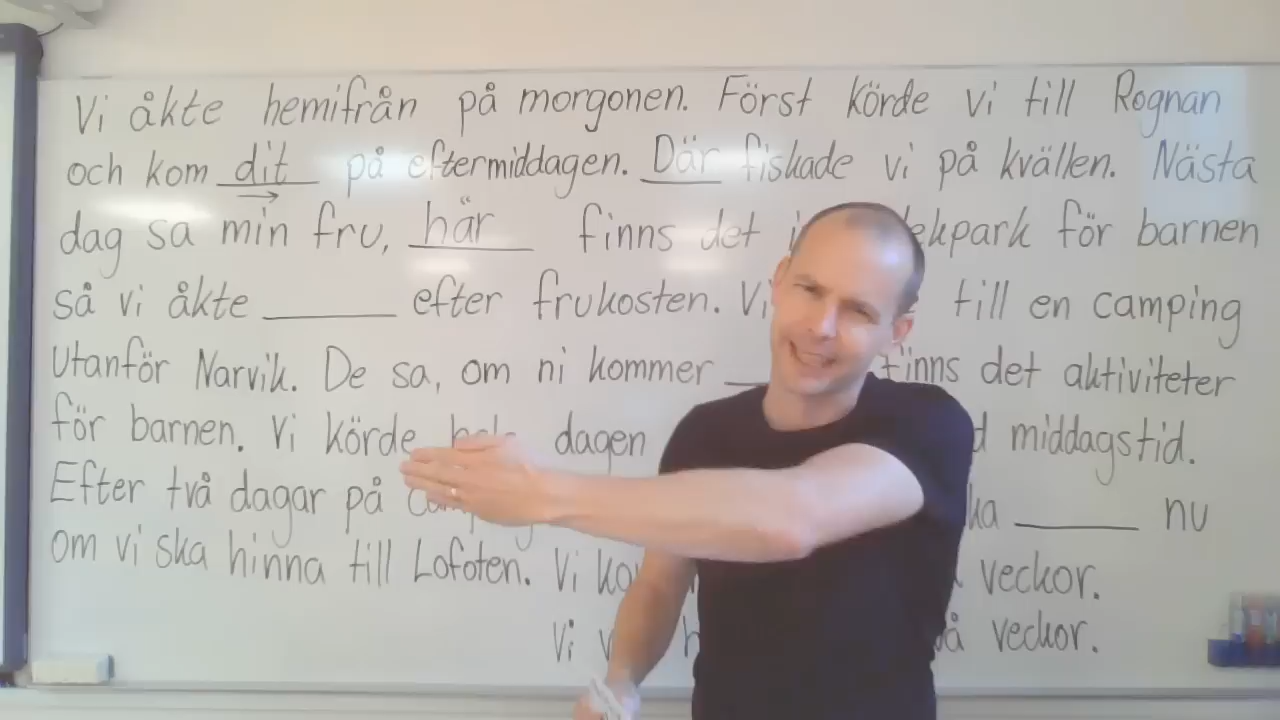 Vi åkte hemifrån på morgonen. Först körde vi till Rognan
och kom dit på eftermiddagen. Där fiskade vi på kvällen. Nästa
dag sa min fru, här finns det för barnen
så vi åkte ______ efter frukosten. Vi till en camping
utanför Narvik. De sa, om ni kommer finns det aktiviteter
för barnen. Vi körde dagen middagstid.
Efter två dagar på ______ nu
om vi ska hinna till Lofoten. Vi veckor.
Vi veckor.